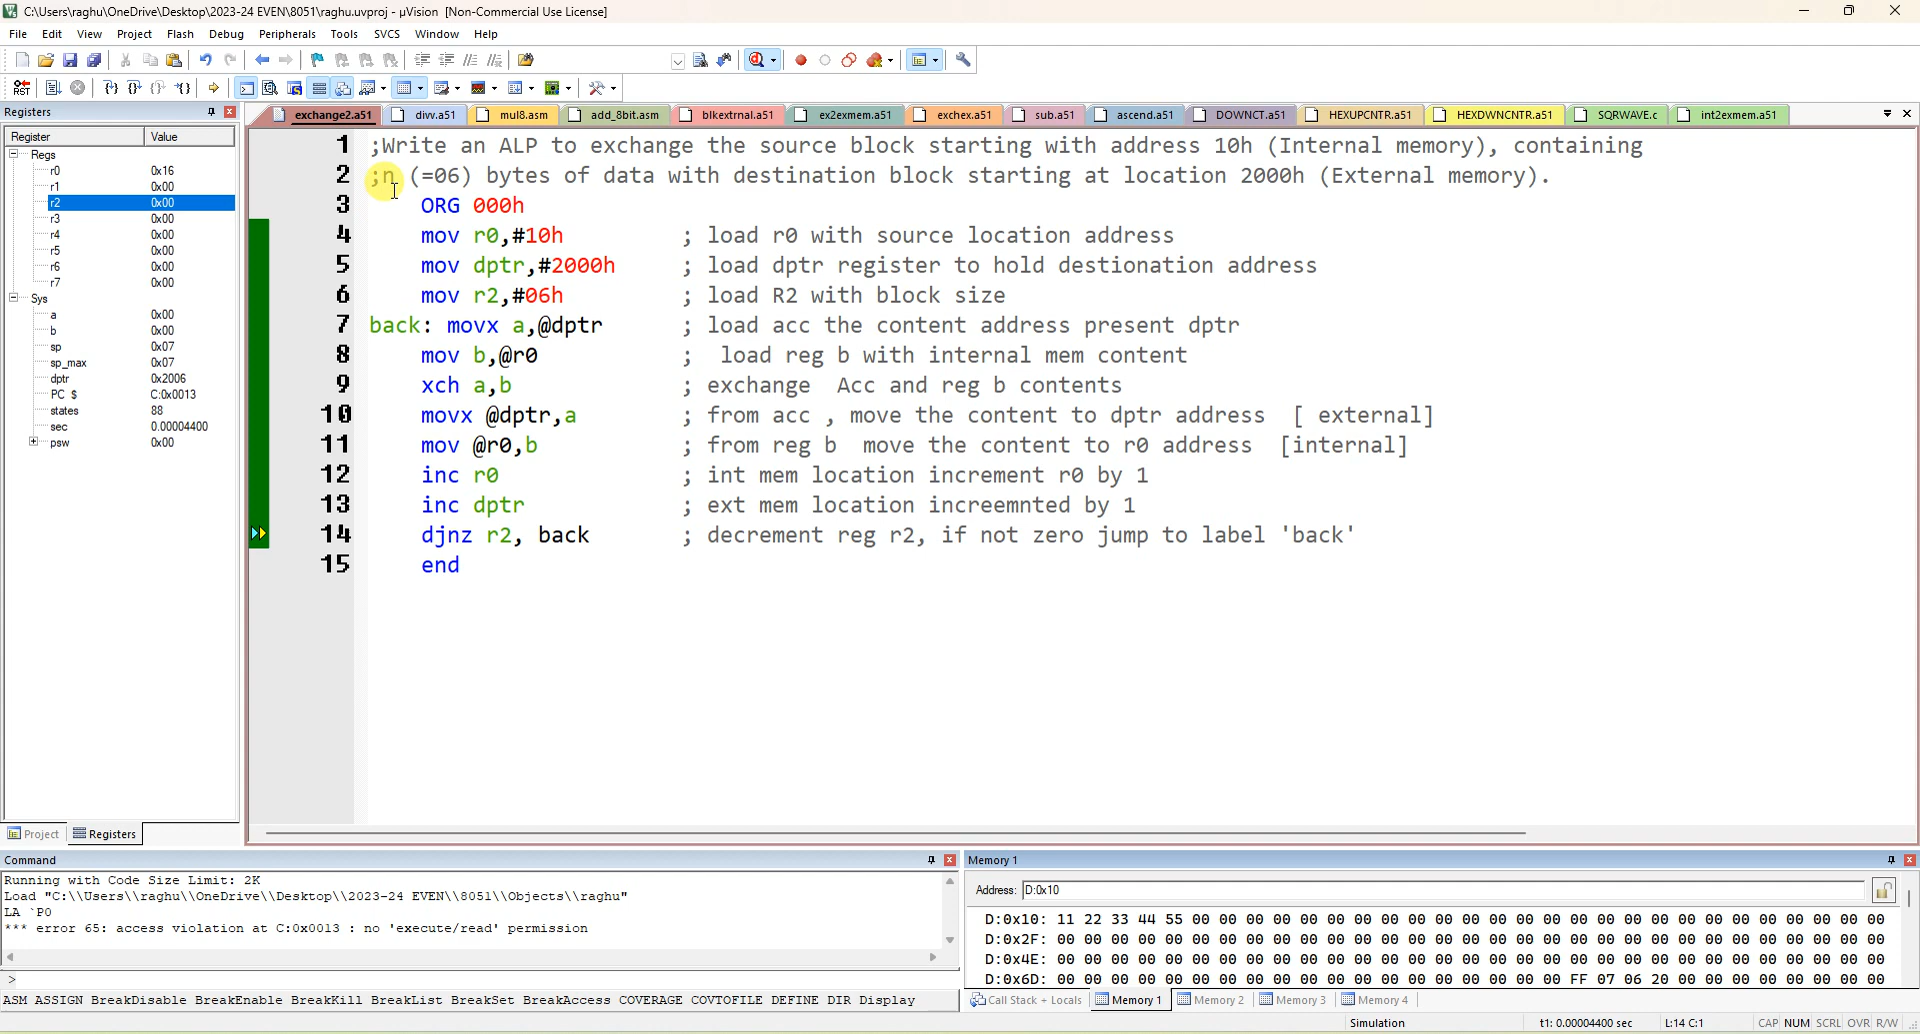 C:\Users\raghu\OneDrive\Desktop\2023-24 EVEN\8051\raghu.uvproj - µVision [Non-Commercial Use License]
File Edit View Project Flash Debug Peripherals Tools SVCS Window Help
RST
Registers
exchange2.a51 divv.a51 mul8.asm add_8bit.asm blkextrnal.a51 ex2exmem.a51 exchex.a51 sub.a51 ascend.a51 DOWNCT.a51 HEXUPCNTR.a51 HEXDWNCNTR.a51 SQRWAVE.c int2exmem.a51
Register Value
Regs
r0 0x16
r1 0x00
r2 0x00
r3 0x00
r4 0x00
r5 0x00
r6 0x00
r7 0x00
Sys
a 0x00
b 0x00
sp 0x07
sp_max 0x07
dptr 0x2006
PC $ C:0x0013
states 88
sec 0.00004400
psw 0x00
Project Registers
1 ;Write an ALP to exchange the source block starting with address 10h (Internal memory), containing
2 ;n (=06) bytes of data with destination block starting at location 2000h (External memory).
3 ORG 000h
4 mov r0,#10h ; load r0 with source location address
5 mov dptr,#2000h ; load dptr register to hold destionation address
6 mov r2,#06h ; load R2 with block size
7 back: movx a,@dptr ; load acc the content address present dptr
8 mov b,@r0 ; load reg b with internal mem content
9 xch a,b ; exchange Acc and reg b contents
10 movx @dptr,a ; from acc , move the content to dptr address [ external]
11 mov @r0,b ; from reg b move the content to r0 address [internal]
12 inc r0 ; int mem location increment r0 by 1
13 inc dptr ; ext mem location increemnted by 1
14 djnz r2, back ; decrement reg r2, if not zero jump to label 'back'
15 end
Command
Running with Code Size Limit: 2K
Load "C:\\Users\\raghu\\OneDrive\\Desktop\\2023-24 EVEN\\8051\\Objects\\raghu"
LA `P0
*** error 65: access violation at C:0x0013 : no 'execute/read' permission
>
ASM ASSIGN BreakDisable BreakEnable BreakKill BreakList BreakSet BreakAccess COVERAGE COVTOFILE DEFINE DIR Display
Memory 1
Address: D:0x10
D:0x10: 11 22 33 44 55 00 00 00 00 00 00 00 00 00 00 00 00 00 00 00 00 00 00 00 00 00 00 00 00 00 00
D:0x2F: 00 00 00 00 00 00 00 00 00 00 00 00 00 00 00 00 00 00 00 00 00 00 00 00 00 00 00 00 00 00 00
D:0x4E: 00 00 00 00 00 00 00 00 00 00 00 00 00 00 00 00 00 00 00 00 00 00 00 00 00 00 00 00 00 00 00
D:0x6D: 00 00 00 00 00 00 00 00 00 00 00 00 00 00 00 00 00 00 00 FF 07 06 20 00 00 00 00 00 00 00 00
Call Stack + Locals Memory 1 Memory 2 Memory 3 Memory 4
Simulation t1: 0.00004400 sec L:14 C:1 CAP NUM SCRL OVR R/W